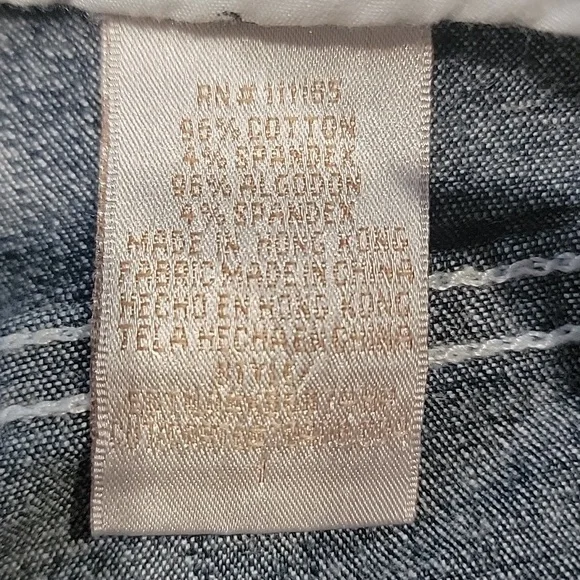 RN# 111165
96% COTTON
4% SPANDEX
96% ALGODON
4% SPANDEX
MADE IN HONG KONG
FABRIC MADE IN CHINA
HECHO EN HONG KONG
TELA HECHA EN CHINA
STYLE/